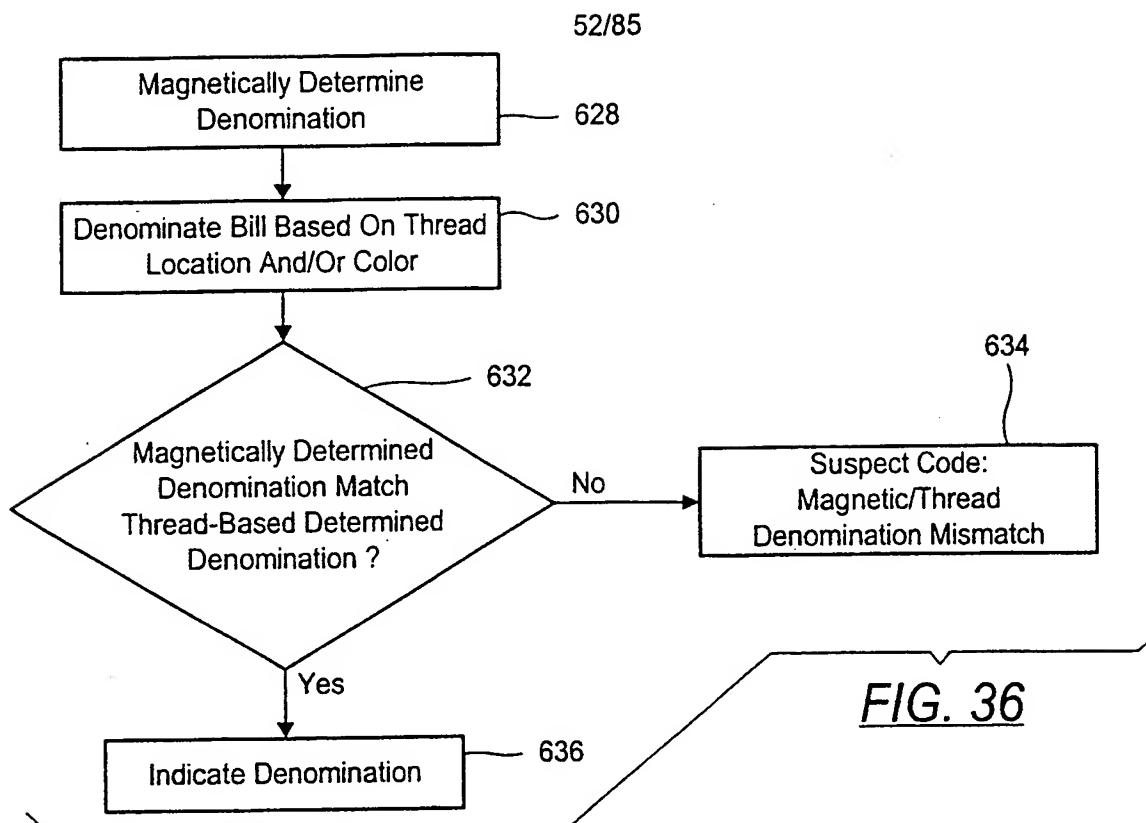 52/85
Magnetically Determine
Denomination
628
Denominate Bill Based On Thread
Location And/Or Color
630
632
Magnetically Determined
Denomination Match
Thread-Based Determined
Denomination ?
No
634
Suspect Code:
Magnetic/Thread
Denomination Mismatch
Yes
636
Indicate Denomination
FIG. 36